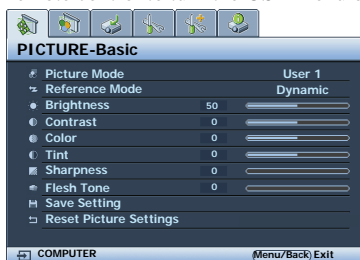 PICTURE-Basic
Picture Mode User 1
Reference Mode Dynamic
Brightness 50
Contrast 0
Color 0
Tint 0
Sharpness 0
Flesh Tone 0
Save Setting
Reset Picture Settings
COMPUTER (Menu/Back) Exit